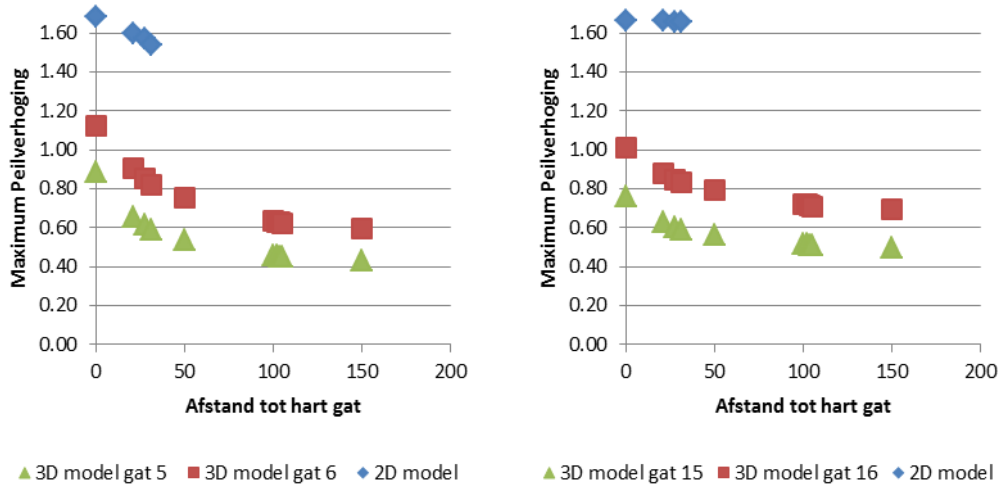 Maximum Peilverhoging
1.60
1.40
1.20
1.00
0.80
0.60
0.40
0.20
0.00
0 50 100 150 200
Afstand tot hart gat
3D model gat 5 3D model gat 6 2D model
Maximum Peilverhoging
1.60
1.40
1.20
1.00
0.80
0.60
0.40
0.20
0.00
0 50 100 150 200
Afstand tot hart gat
3D model gat 15 3D model gat 16 2D model